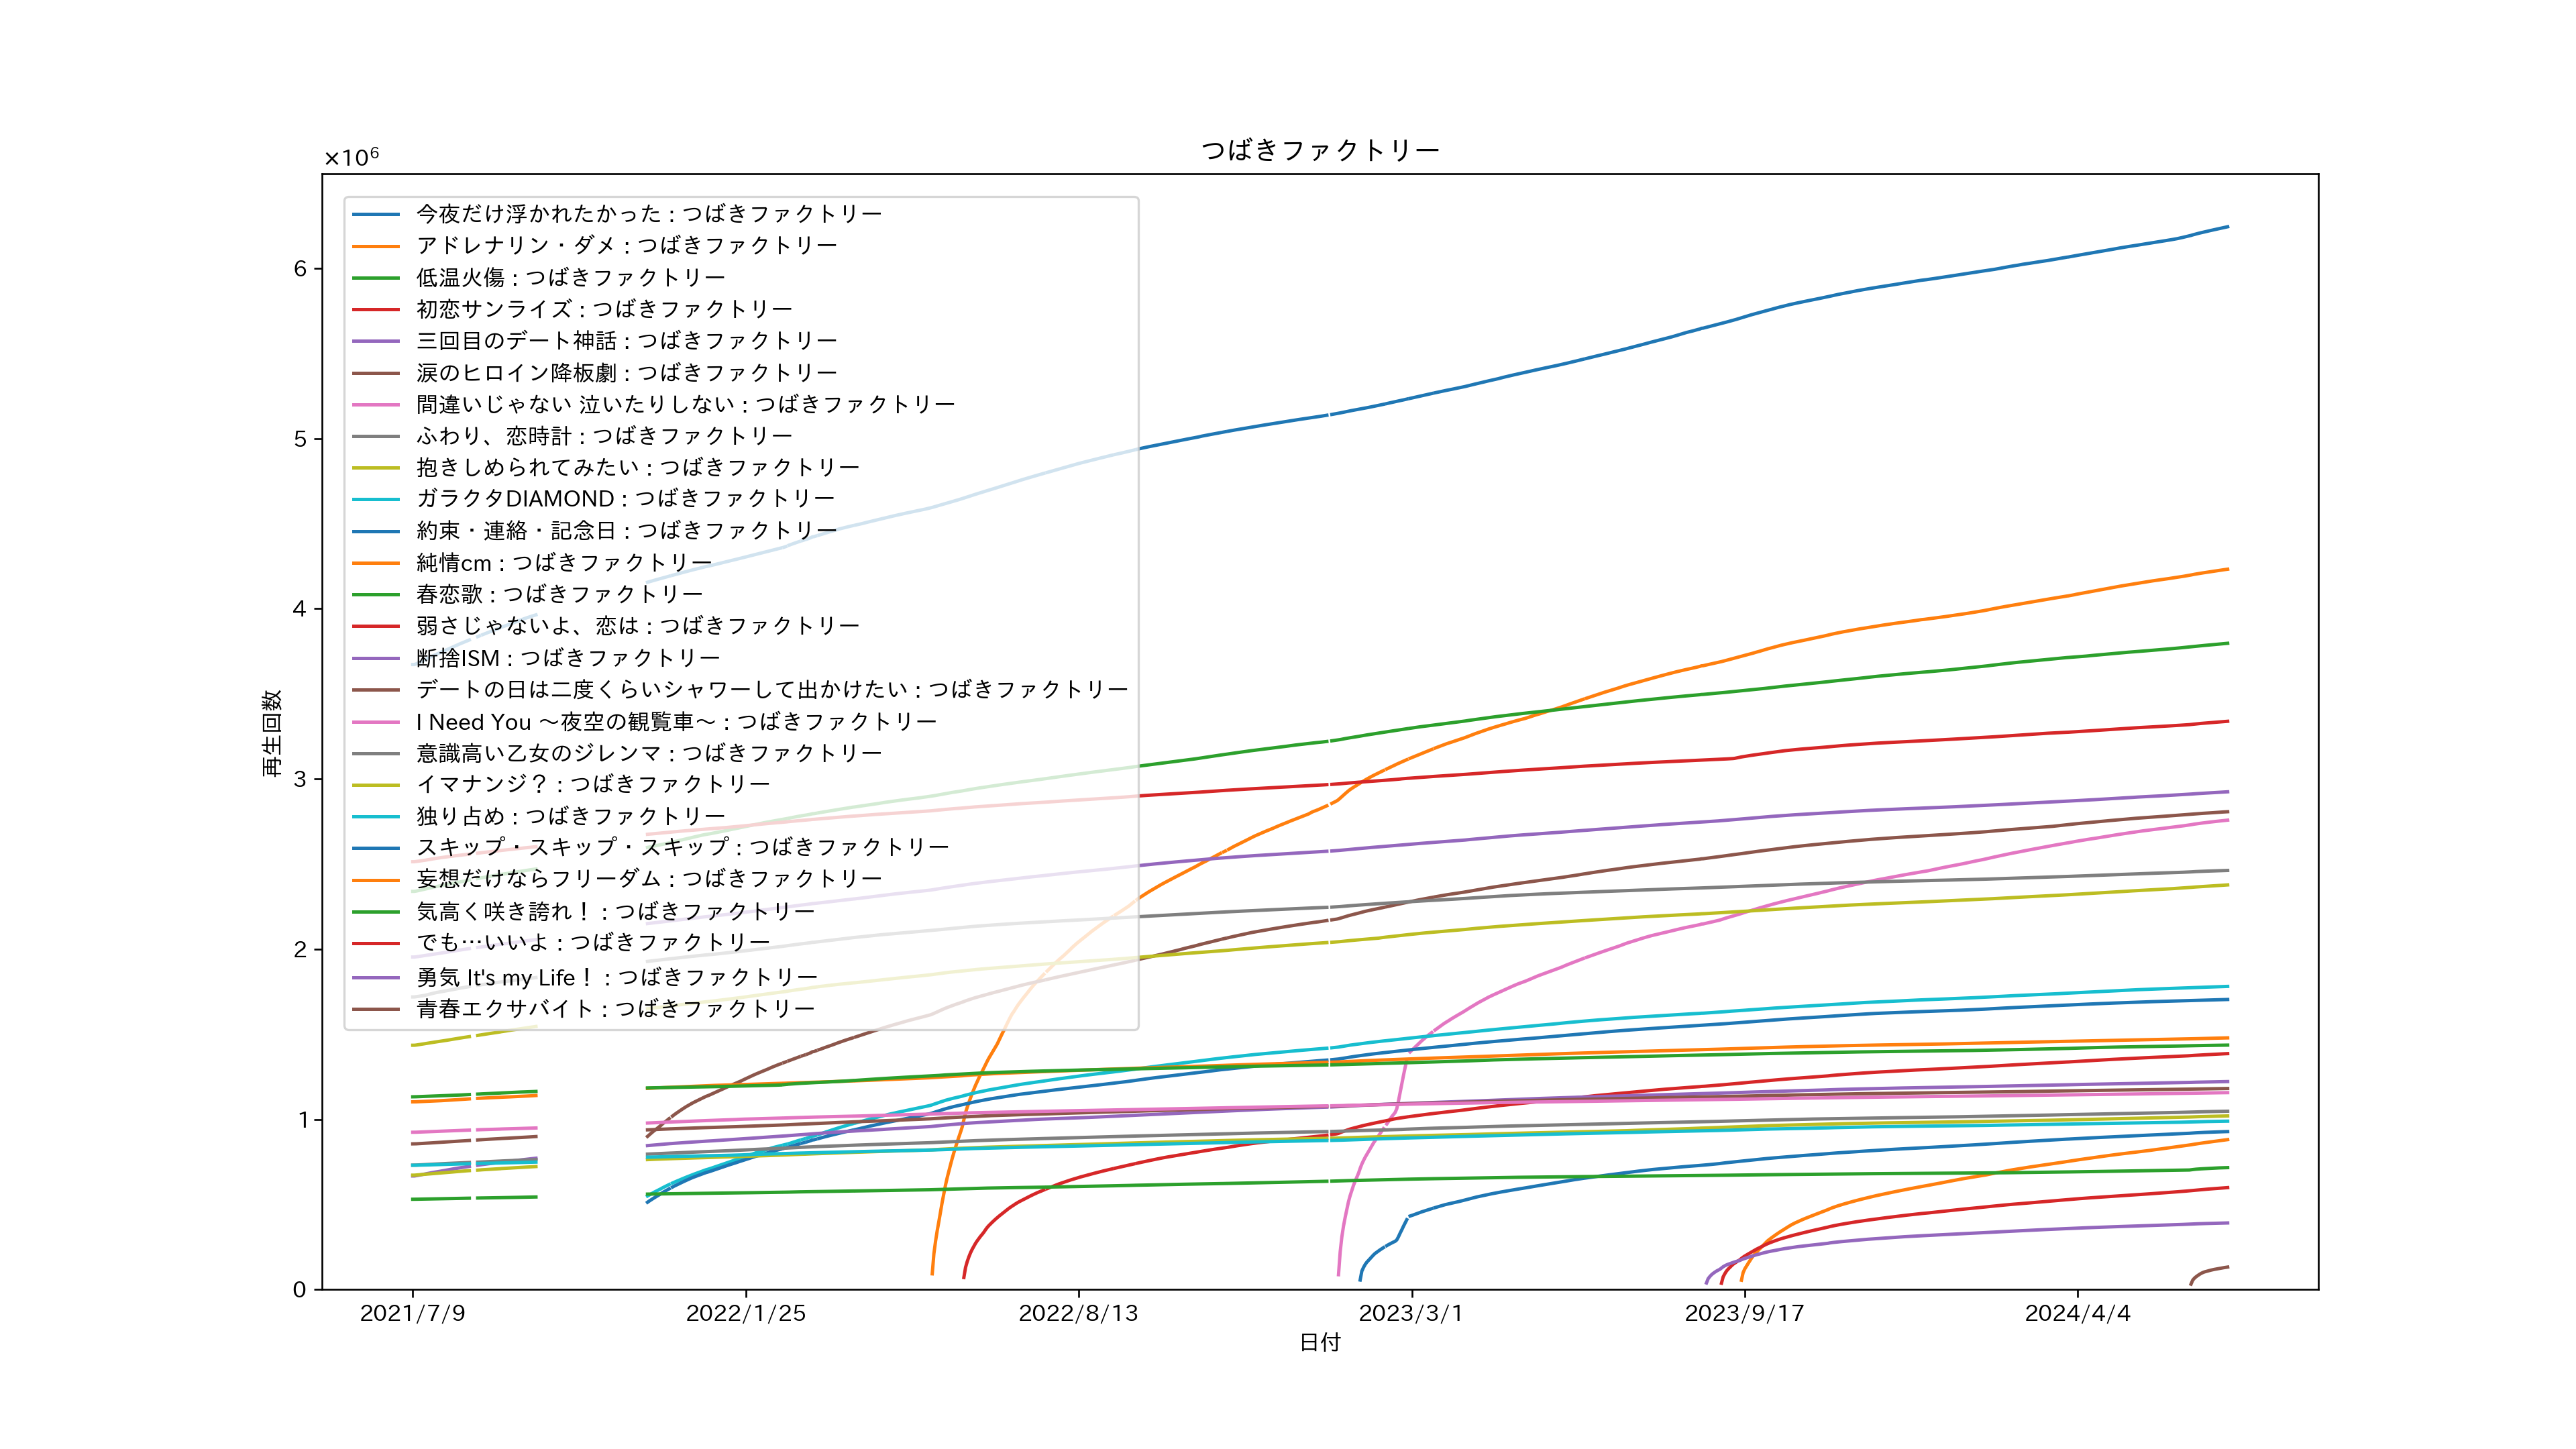 つばきファクトリー
×10⁶
6
5
4
3
2
1
0
再生回数
今夜だけ浮かれたかった : つばきファクトリー
アドレナリン・ダメ : つばきファクトリー
低温火傷 : つばきファクトリー
初恋サンライズ : つばきファクトリー
三回目のデート神話 : つばきファクトリー
涙のヒロイン降板劇 : つばきファクトリー
間違いじゃない 泣いたりしない : つばきファクトリー
ふわり、恋時計 : つばきファクトリー
抱きしめられてみたい : つばきファクトリー
ガラクタDIAMOND : つばきファクトリー
約束・連絡・記念日 : つばきファクトリー
純情cm : つばきファクトリー
春恋歌 : つばきファクトリー
弱さじゃないよ、恋は : つばきファクトリー
断捨ISM : つばきファクトリー
デートの日は二度くらいシャワーして出かけたい : つばきファクトリー
I Need You 〜夜空の観覧車〜 : つばきファクトリー
意識高い乙女のジレンマ : つばきファクトリー
イマナンジ？ : つばきファクトリー
独り占め : つばきファクトリー
スキップ・スキップ・スキップ : つばきファクトリー
妄想だけならフリーダム : つばきファクトリー
気高く咲き誇れ！ : つばきファクトリー
でも…いいよ : つばきファクトリー
勇気 It's my Life！ : つばきファクトリー
青春エクサバイト : つばきファクトリー
2021/7/9
2022/1/25
2022/8/13
2023/3/1
2023/9/17
2024/4/4
日付